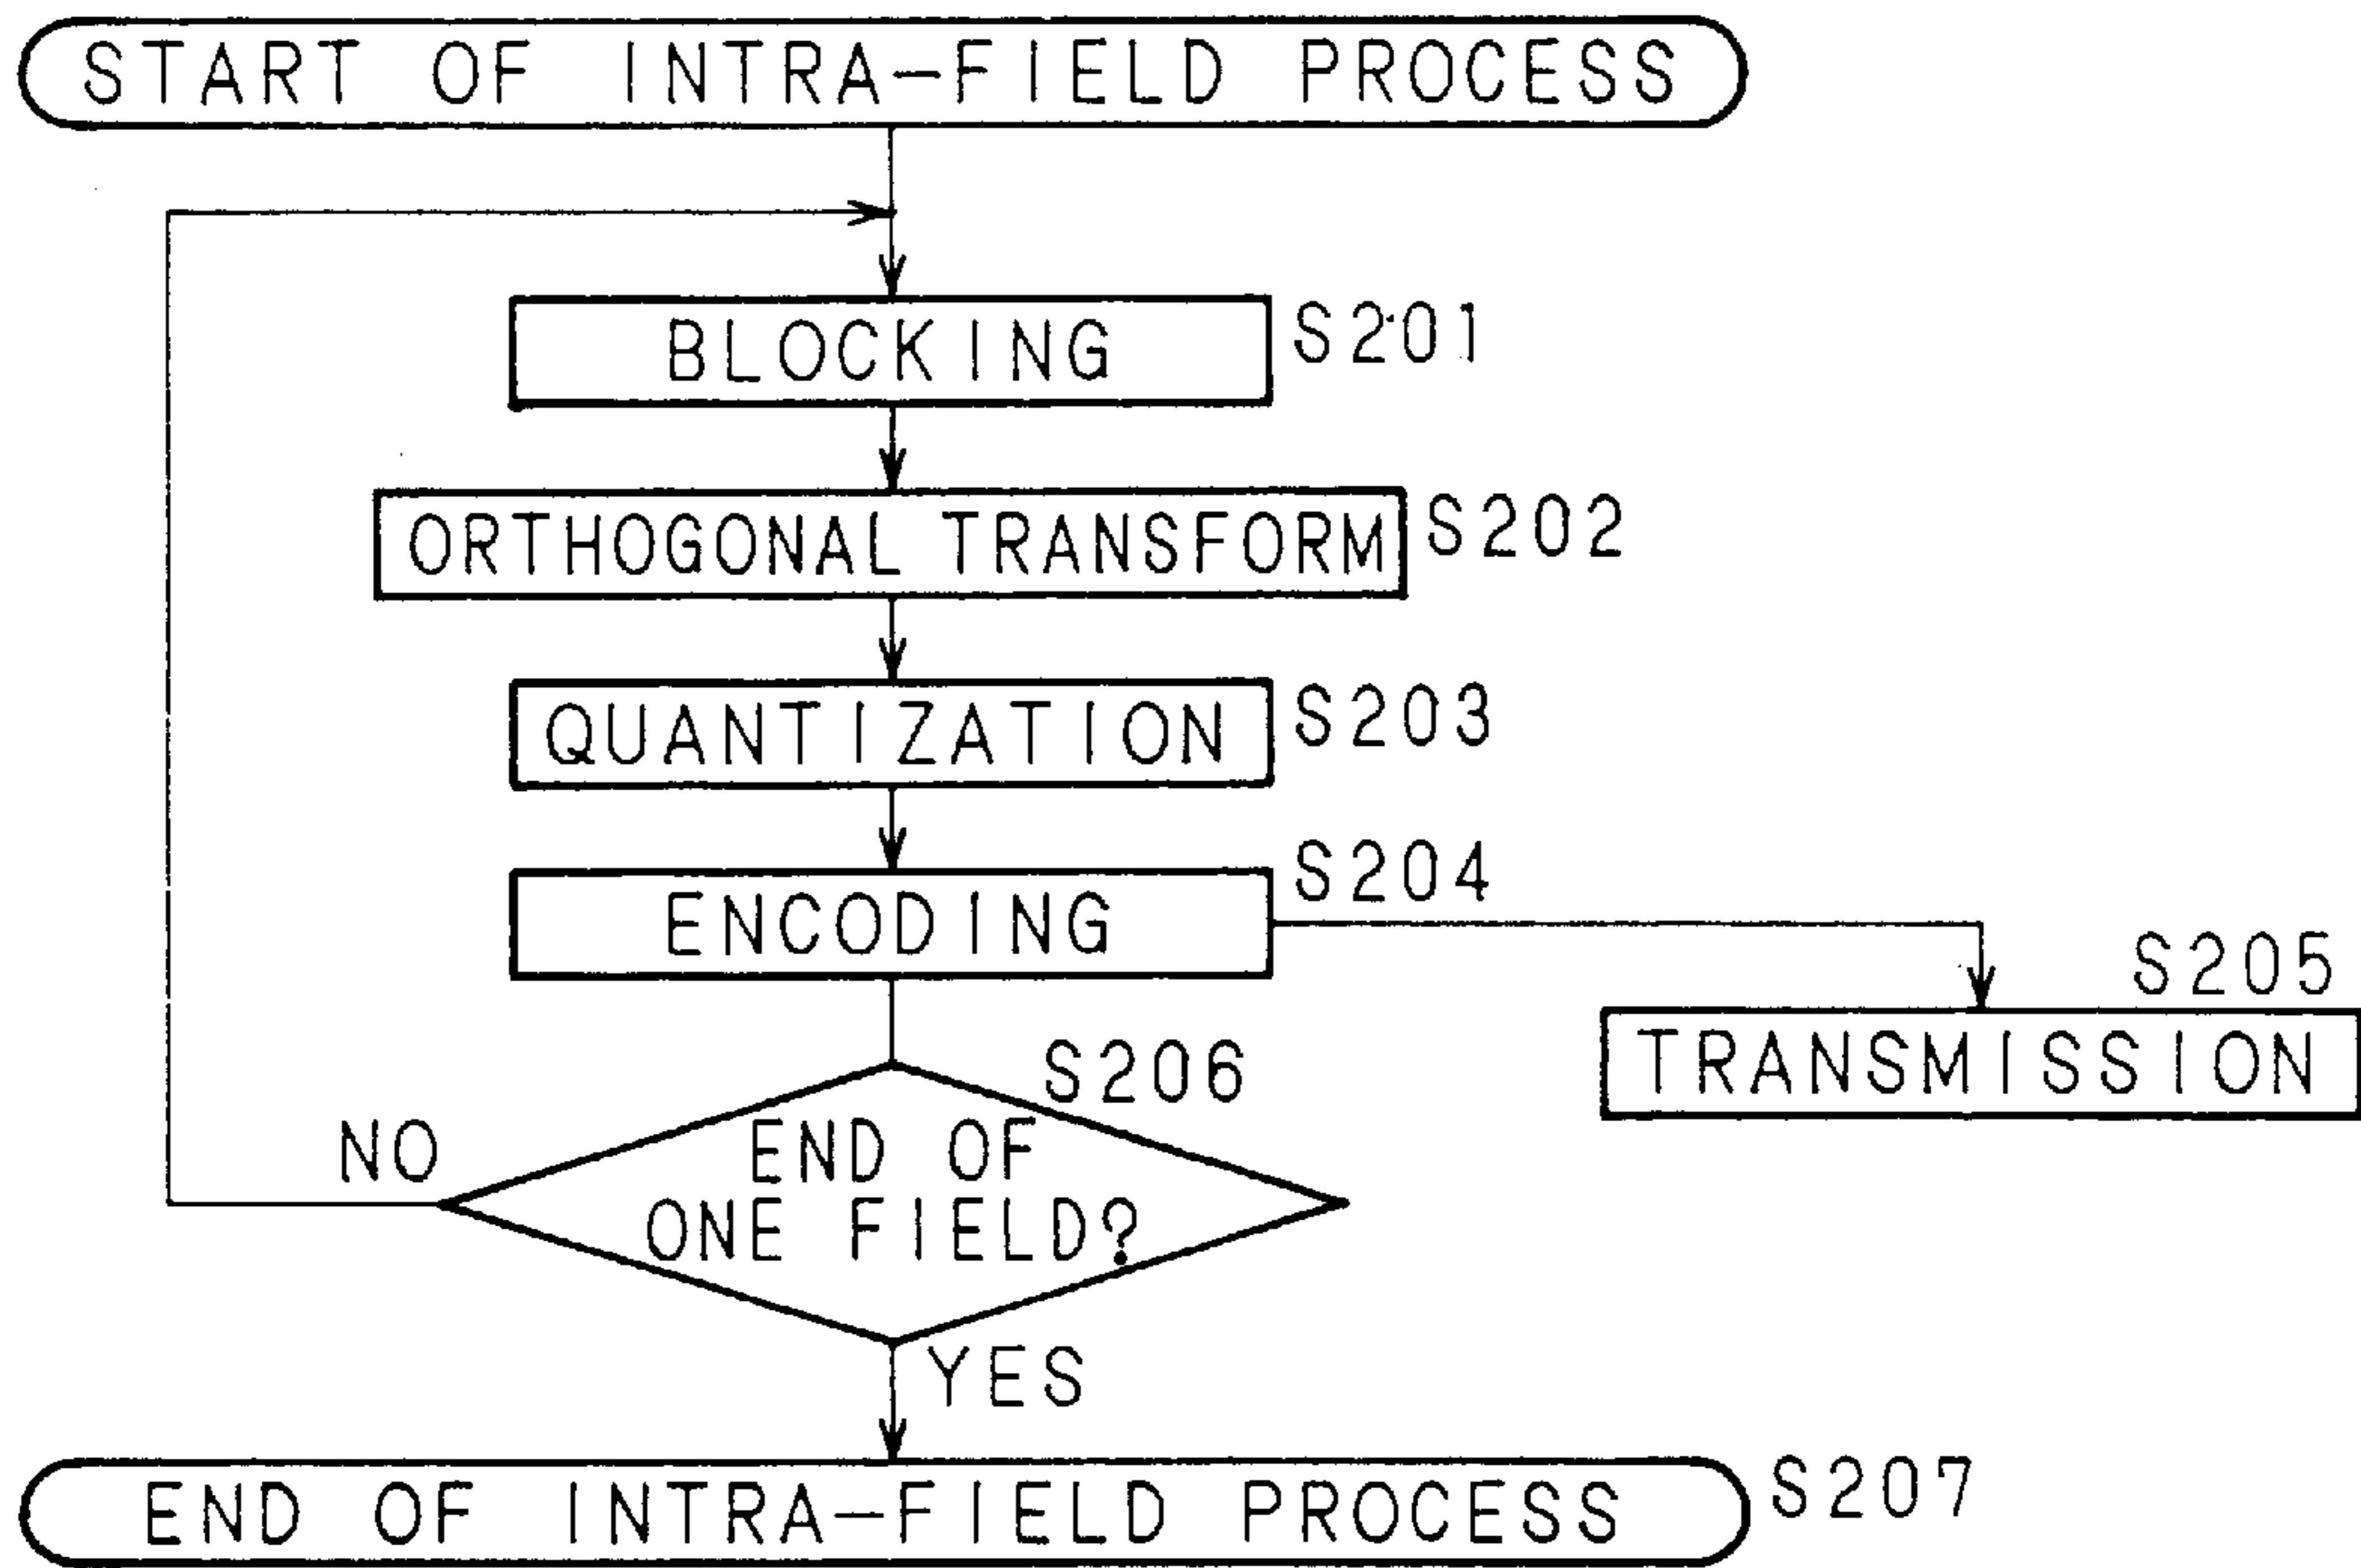 START OF INTRA-FIELD PROCESS
BLOCKING S201
ORTHOGONAL TRANSFORM S202
QUANTIZATION S203
ENCODING S204
S205
TRANSMISSION
S206
NO
END OF
ONE FIELD?
YES
END OF INTRA-FIELD PROCESS S207